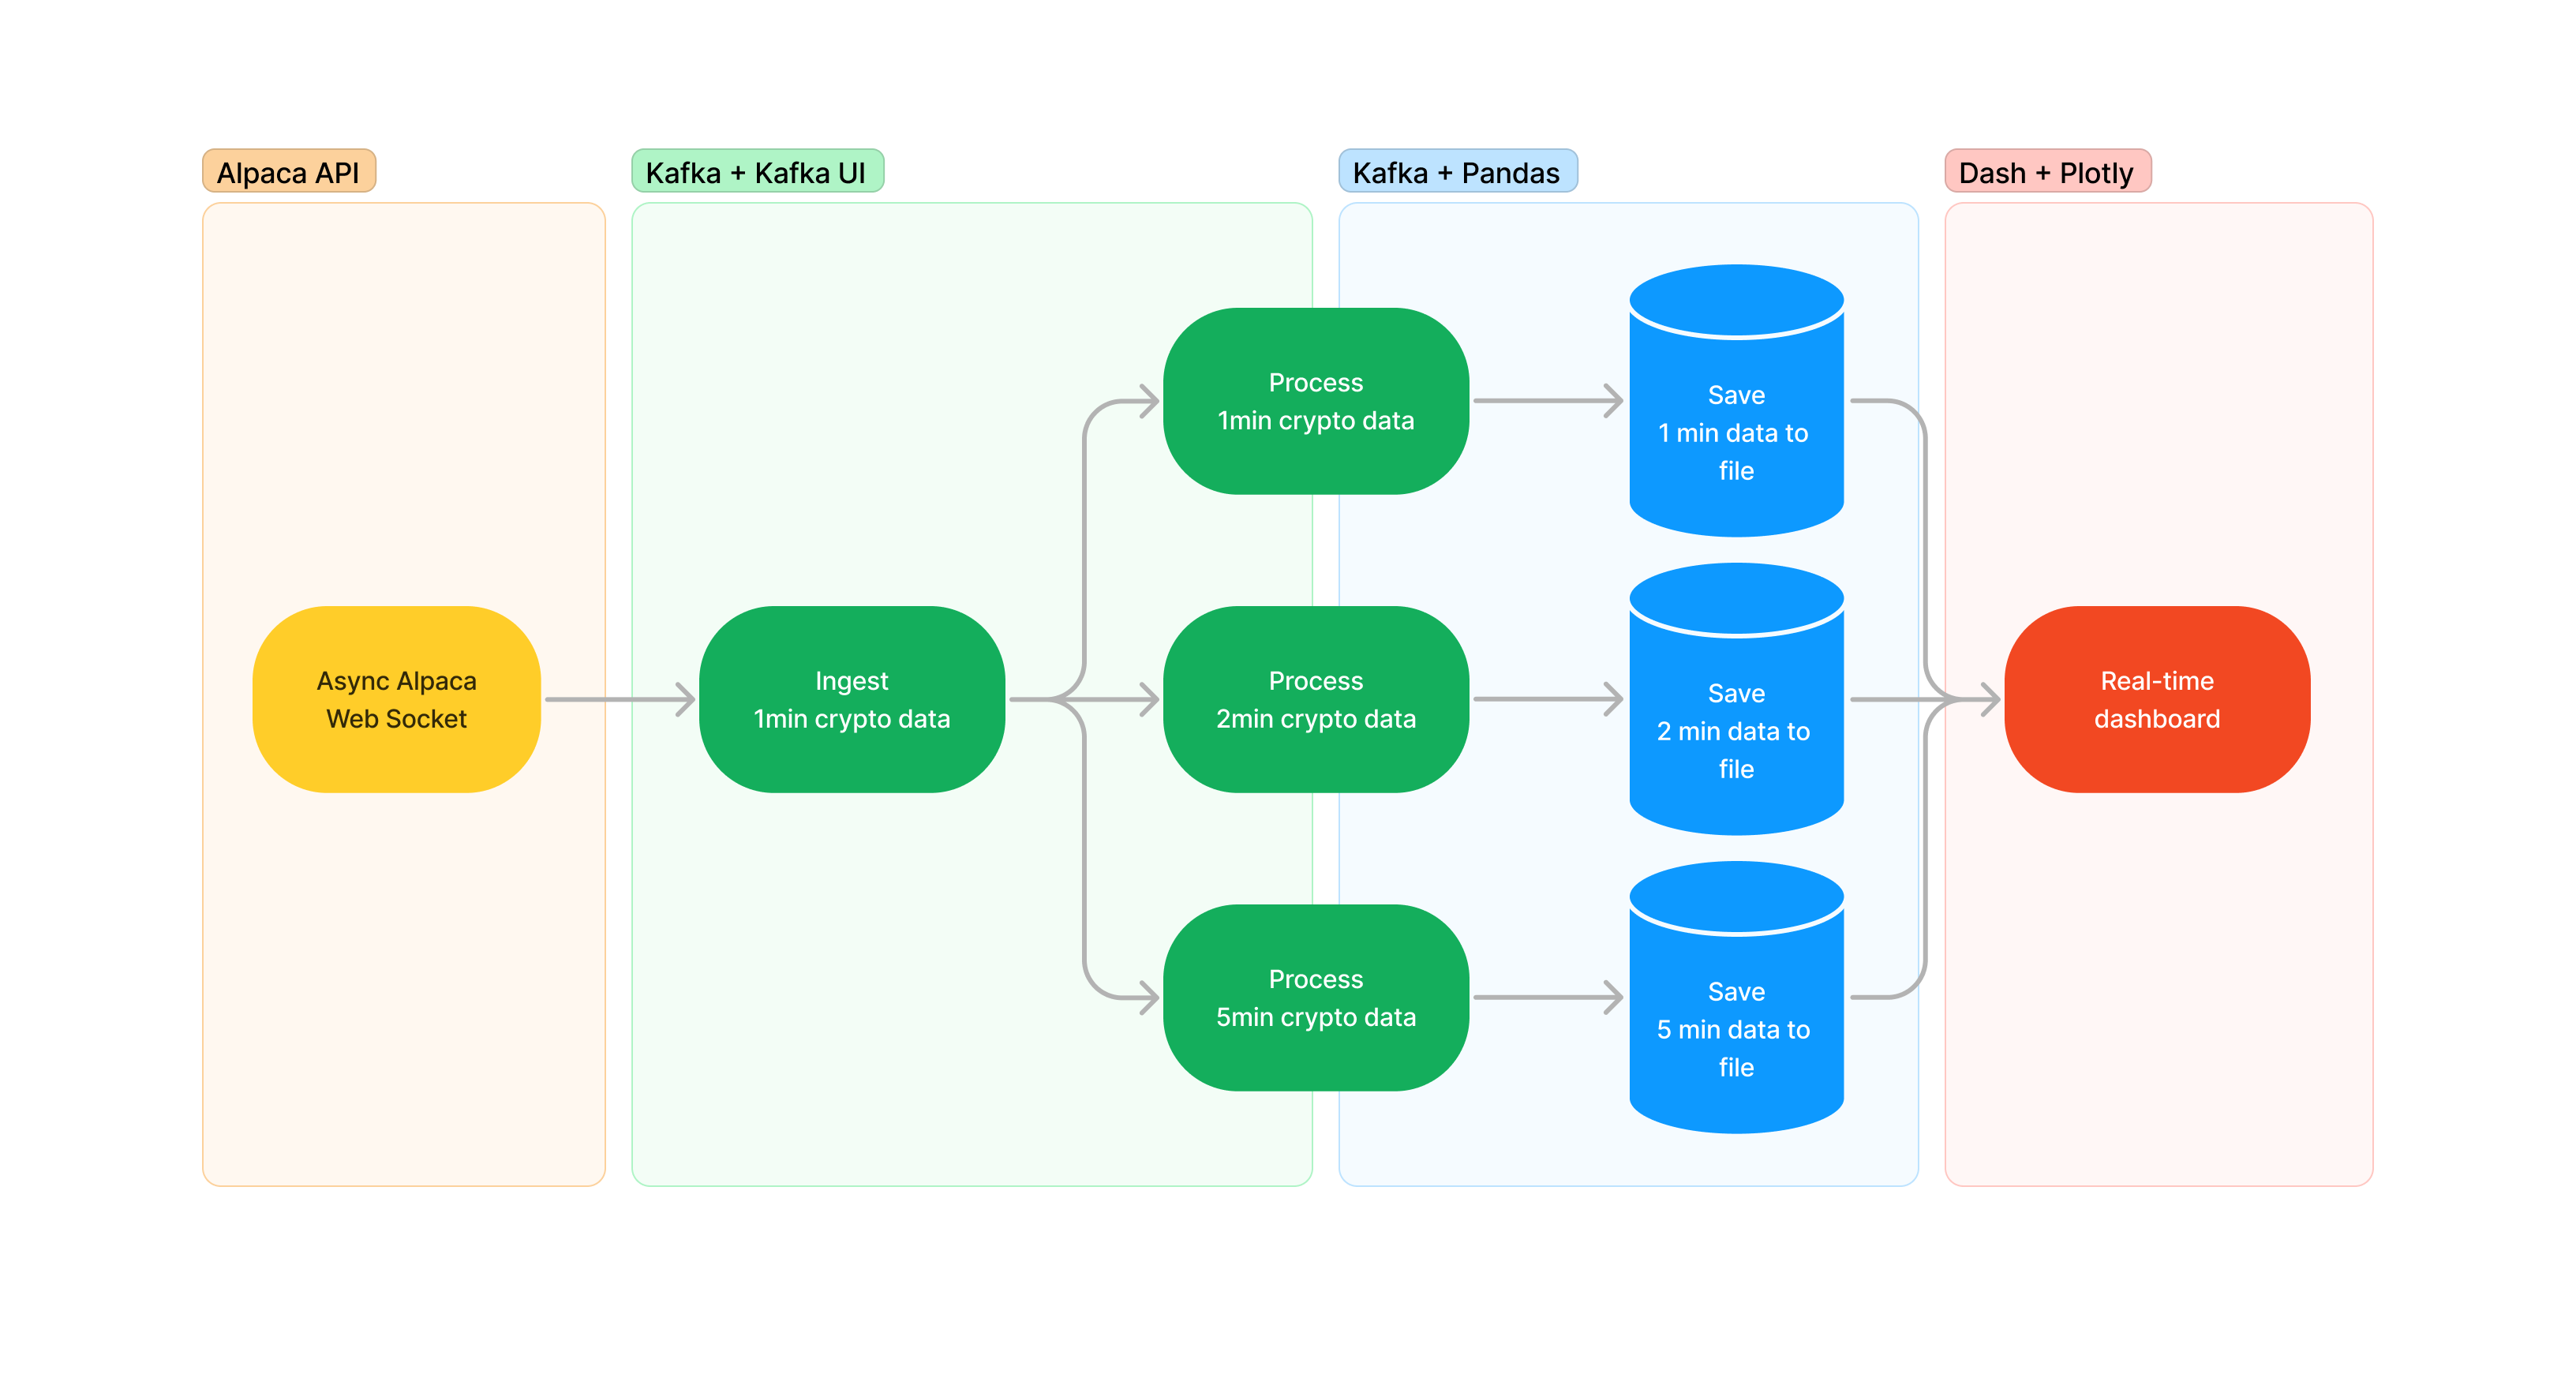 Alpaca API
Kafka + Kafka UI
Kafka + Pandas
Dash + Plotly
Async Alpaca
Web Socket
Ingest
1min crypto data
Process
1min crypto data
Process
2min crypto data
Process
5min crypto data
Save
1 min data to
file
Save
2 min data to
file
Save
5 min data to
file
Real-time
dashboard